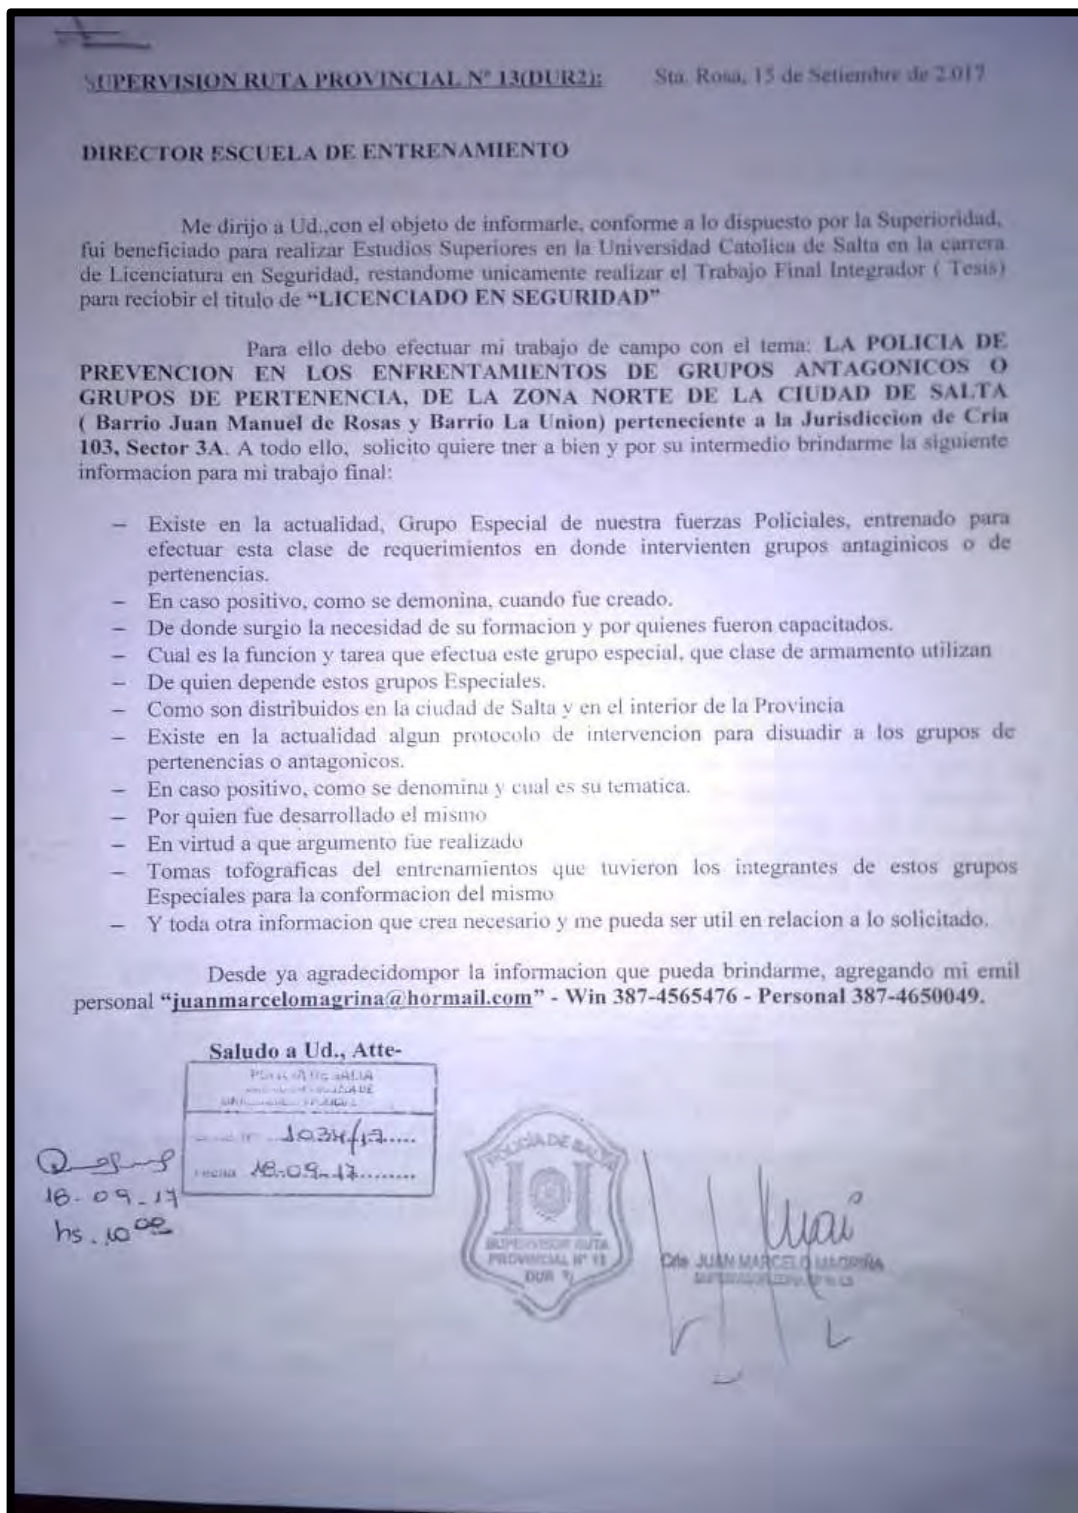 SUPERVISION RUTA PROVINCIAL Nº 13(DUR2): Sta. Rosa, 15 de Setiembre de 2.017
DIRECTOR ESCUELA DE ENTRENAMIENTO
Me dirijo a Ud.,con el objeto de informarle, conforme a lo dispuesto por la Superioridad,
fui beneficiado para realizar Estudios Superiores en la Universidad Catolica de Salta en la carrera
de Licenciatura en Seguridad, restandome unicamente realizar el Trabajo Final Integrador ( Tesis)
para reciobir el titulo de “LICENCIADO EN SEGURIDAD”
Para ello debo efectuar mi trabajo de campo con el tema: LA POLICIA DE
PREVENCION EN LOS ENFRENTAMIENTOS DE GRUPOS ANTAGONICOS O
GRUPOS DE PERTENENCIA, DE LA ZONA NORTE DE LA CIUDAD DE SALTA
( Barrio Juan Manuel de Rosas y Barrio La Union) perteneciente a la Jurisdiccion de Cria
103, Sector 3A. A todo ello, solicito quiere tner a bien y por su intermedio brindarme la siguiente
informacion para mi trabajo final:
– Existe en la actualidad, Grupo Especial de nuestra fuerzas Policiales, entrenado para
efectuar esta clase de requerimientos en donde intervienten grupos antaginicos o de
pertenencias.
– En caso positivo, como se demonina, cuando fue creado.
– De donde surgio la necesidad de su formacion y por quienes fueron capacitados.
– Cual es la funcion y tarea que efectua este grupo especial, que clase de armamento utilizan
– De quien depende estos grupos Especiales.
– Como son distribuidos en la ciudad de Salta y en el interior de la Provincia
– Existe en la actualidad algun protocolo de intervencion para disuadir a los grupos de
pertenencias o antagonicos.
– En caso positivo, como se denomina y cual es su tematica.
– Por quien fue desarrollado el mismo
– En virtud a que argumento fue realizado
– Tomas tofograficas del entrenamientos que tuvieron los integrantes de estos grupos
Especiales para la conformacion del mismo
– Y toda otra informacion que crea necesario y me pueda ser util en relacion a lo solicitado.
Desde ya agradecidompor la informacion que pueda brindarme, agregando mi emil
personal “juanmarcelomagrina@hormail.com” - Win 387-4565476 - Personal 387-4650049.
Saludo a Ud., Atte-
1034/17.....
Fecha 18-09-17.........
18-09-17
hs. 10 00
POLICIA DE SALTA
101
SUPERVISOR RUTA
PROVINCIAL Nº 13
DUR
Crio JUAN MARCELO MAGRIÑA